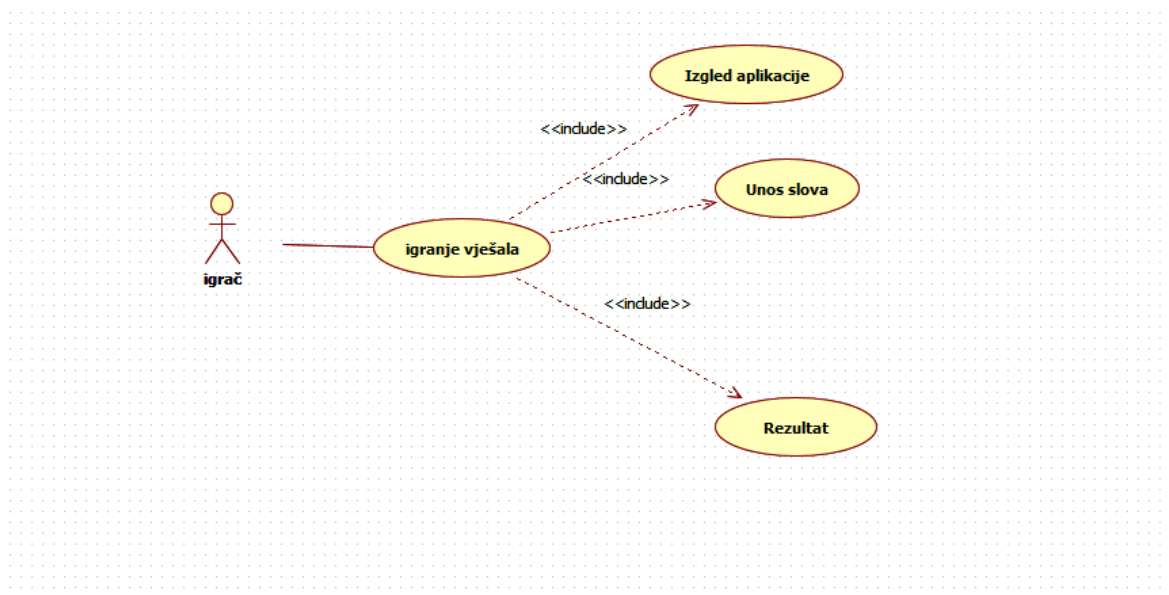 Izgled aplikacije
<<include>>
<<include>>
Unos slova
igranje vješala
igrač
<<include>>
Rezultat